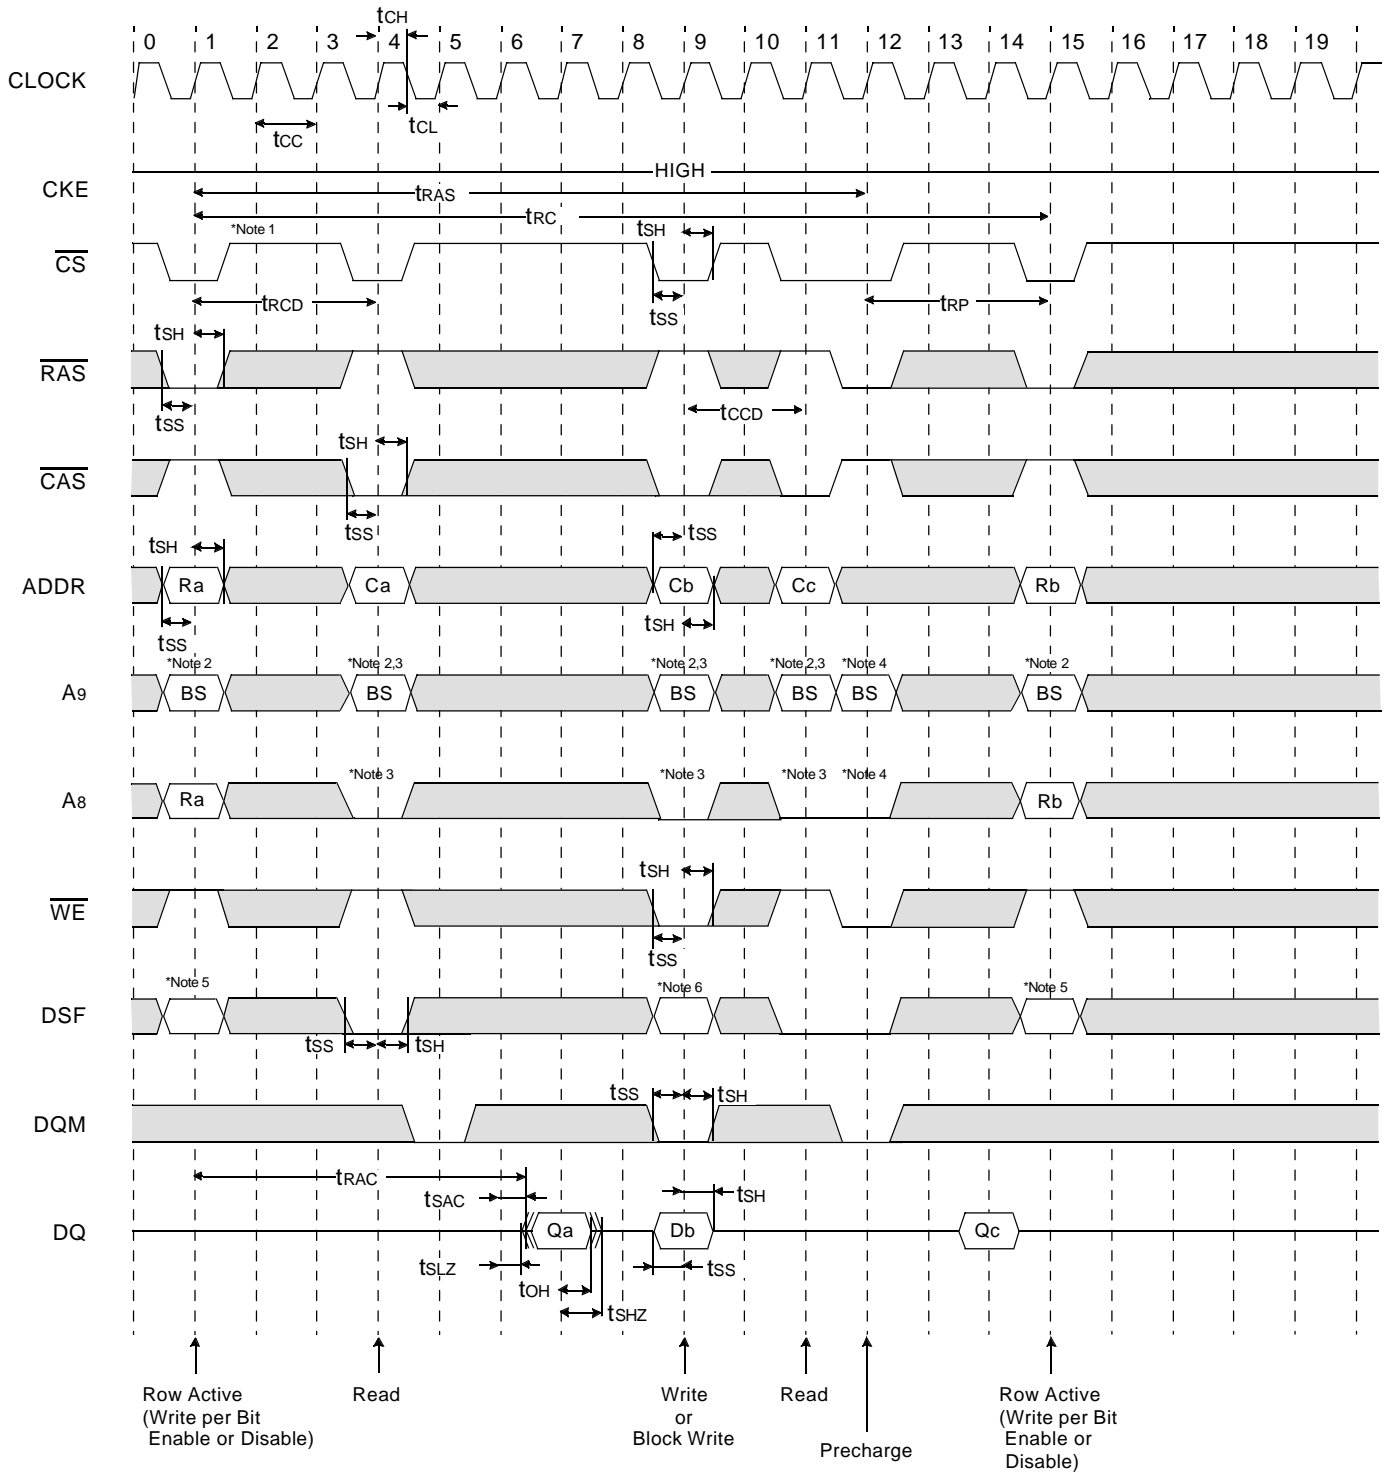 tCH
0 1 2 3 4 5 6 7 8 9 10 11 12 13 14 15 16 17 18 19
CLOCK
tCL
tCC
HIGH
CKE
tRAS
tRC
*Note 1
tSH
CS
tRCD
tSS
tRP
tSH
RAS
tCCD
tSS
tSH
CAS
tSS
tSS
tSH
ADDR
Ra Ca Cb Cc Rb
tSH
tSS
*Note 2 *Note 2,3 *Note 2,3 *Note 2,3 *Note 4 *Note 2
A9
BS BS BS BS BS BS
*Note 3 *Note 3 *Note 3 *Note 4
A8
Ra Rb
tSH
WE
tSS
*Note 5 *Note 6 *Note 5
DSF
tSS tSH
tSS tSH
DQM
tRAC
tSAC
tSH
DQ
Qa Db Qc
tSLZ
tSS
tOH
tSHZ
Row Active
(Write per Bit
Enable or Disable)
Read
Write
or
Block Write
Read
Precharge
Row Active
(Write per Bit
Enable or
Disable)